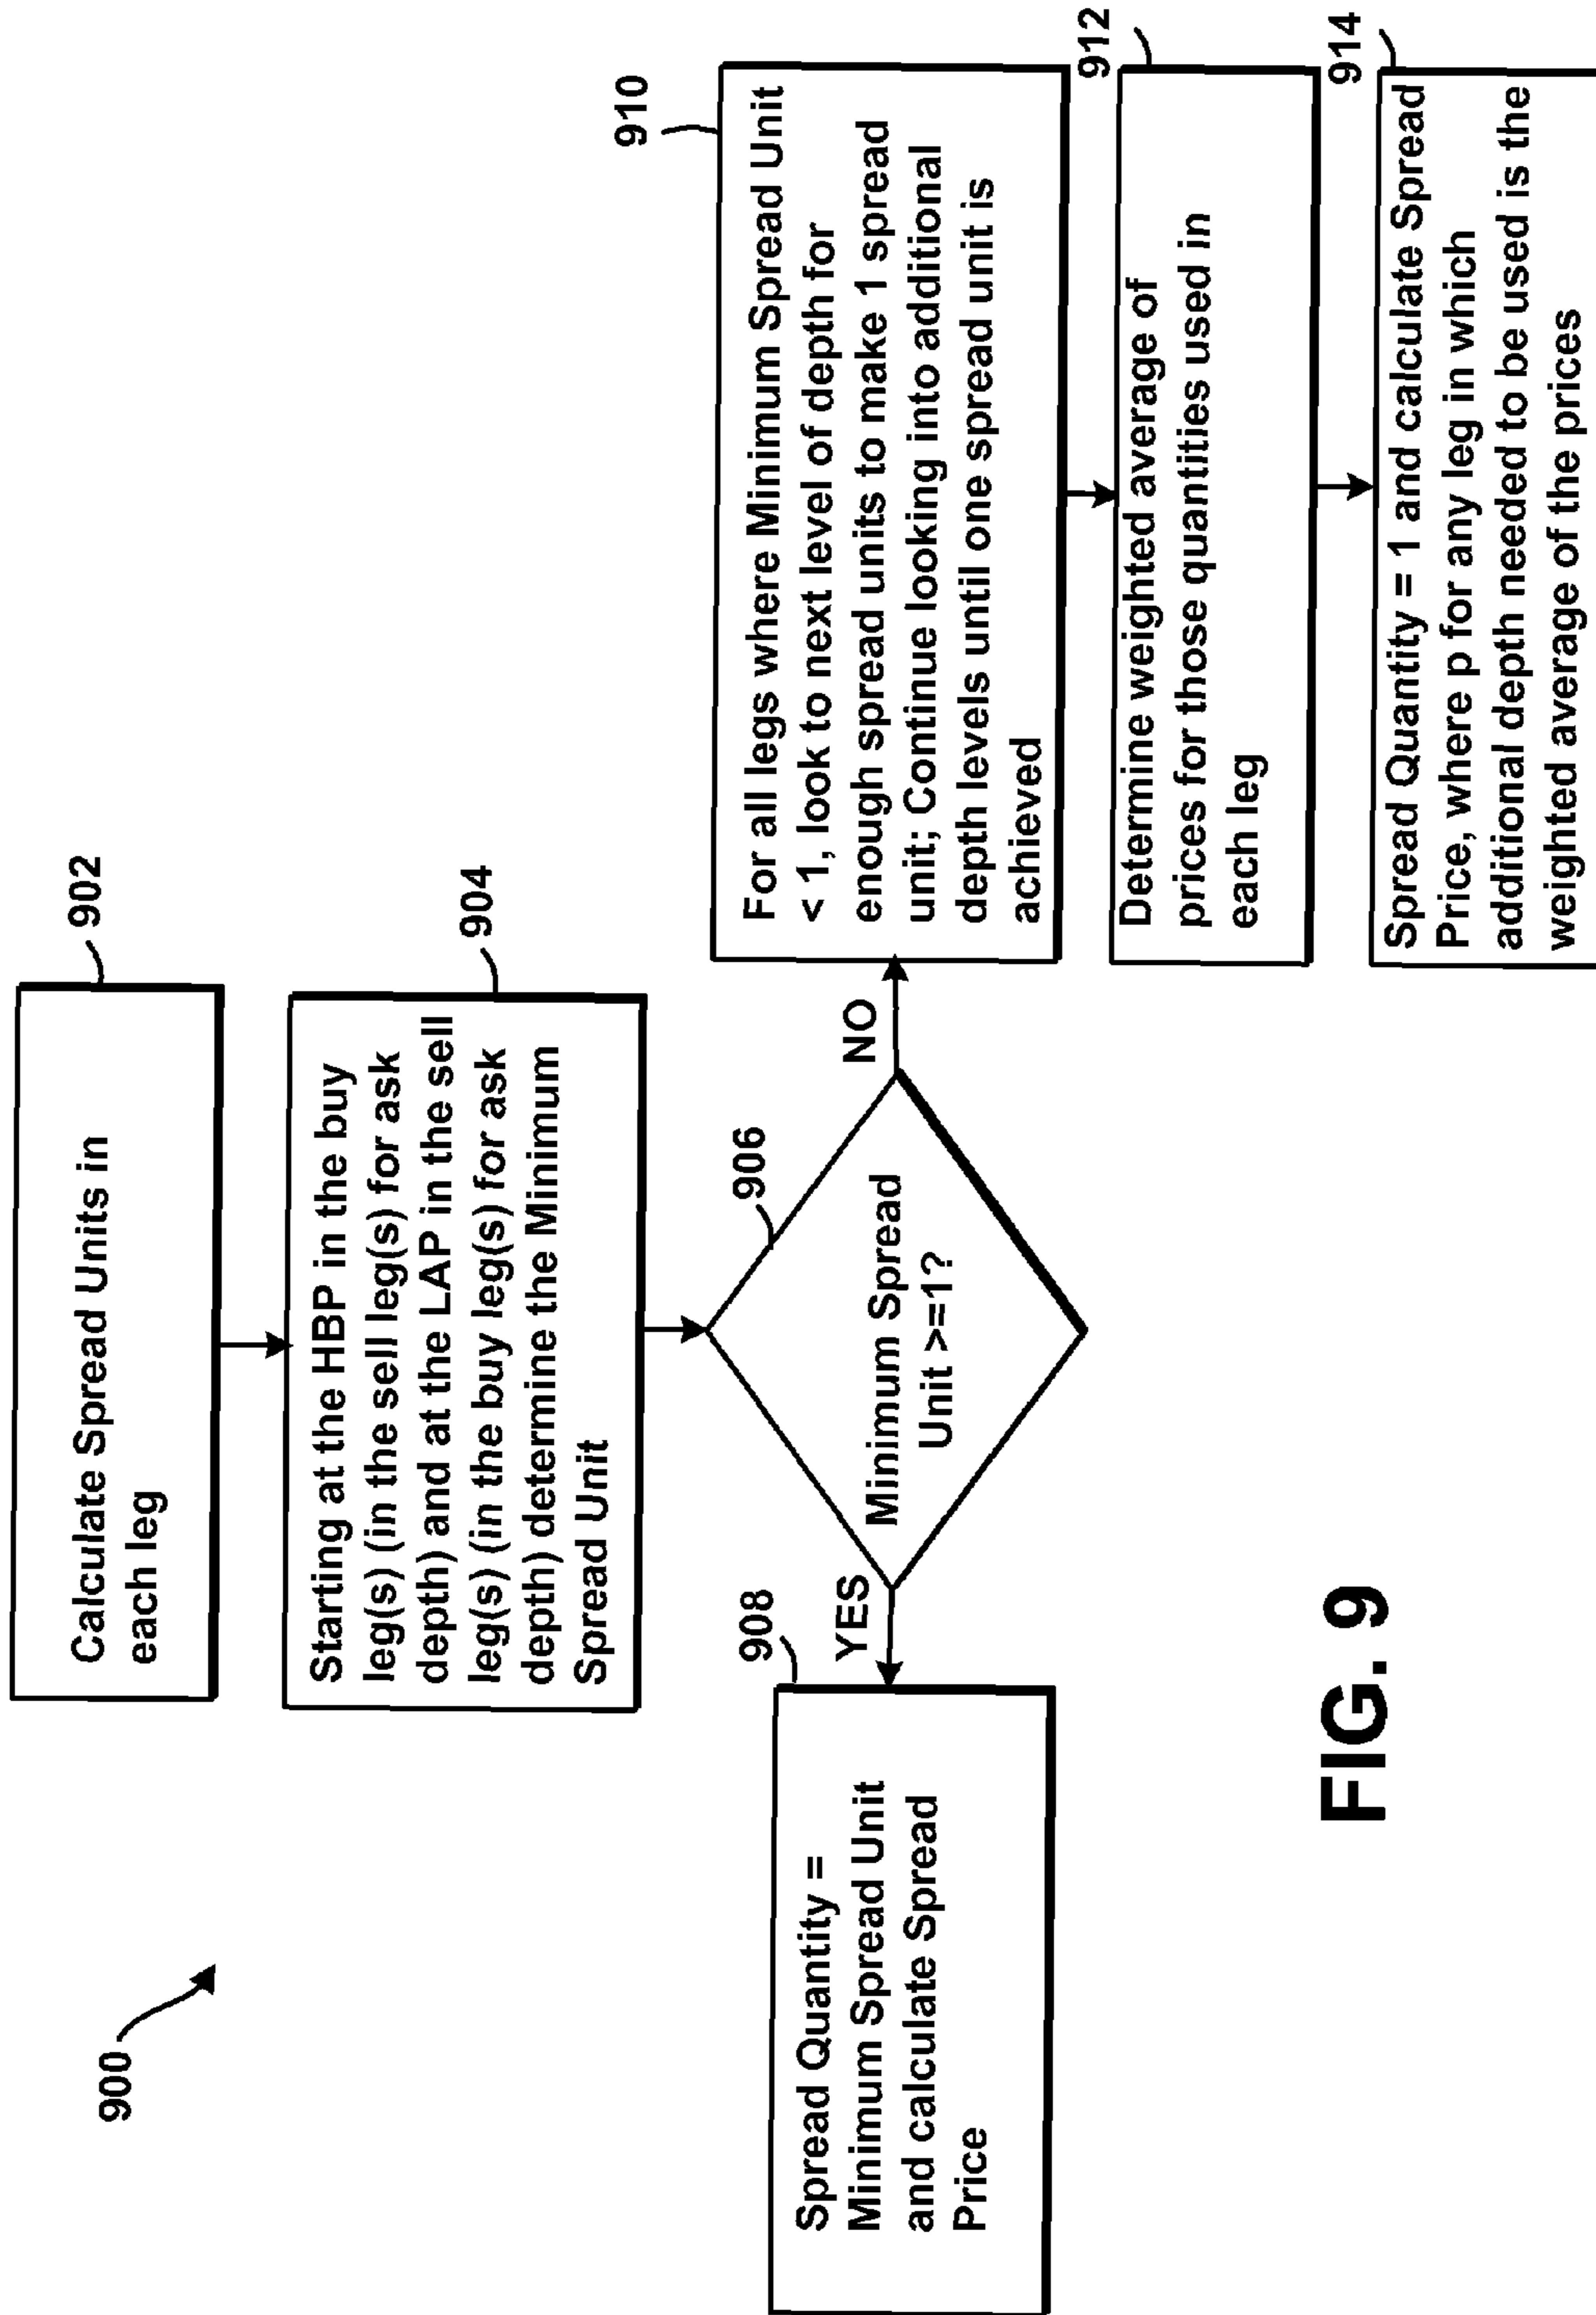 900
902
Calculate Spread Units in
each leg
904
Starting at the HBP in the buy
leg(s) (in the sell leg(s) for ask
depth) and at the LAP in the sell
leg(s) (in the buy leg(s) for ask
depth) determine the Minimum
Spread Unit
906
Minimum Spread
Unit >=1?
YES
NO
908
Spread Quantity =
Minimum Spread Unit
and calculate Spread
Price
910
For all legs where Minimum Spread Unit
< 1, look to next level of depth for
enough spread units to make 1 spread
unit; Continue looking into additional
depth levels until one spread unit is
achieved
912
Determine weighted average of
prices for those quantities used in
each leg
914
Spread Quantity = 1 and calculate Spread
Price, where p for any leg in which
additional depth needed to be used is the
weighted average of the prices
FIG. 9